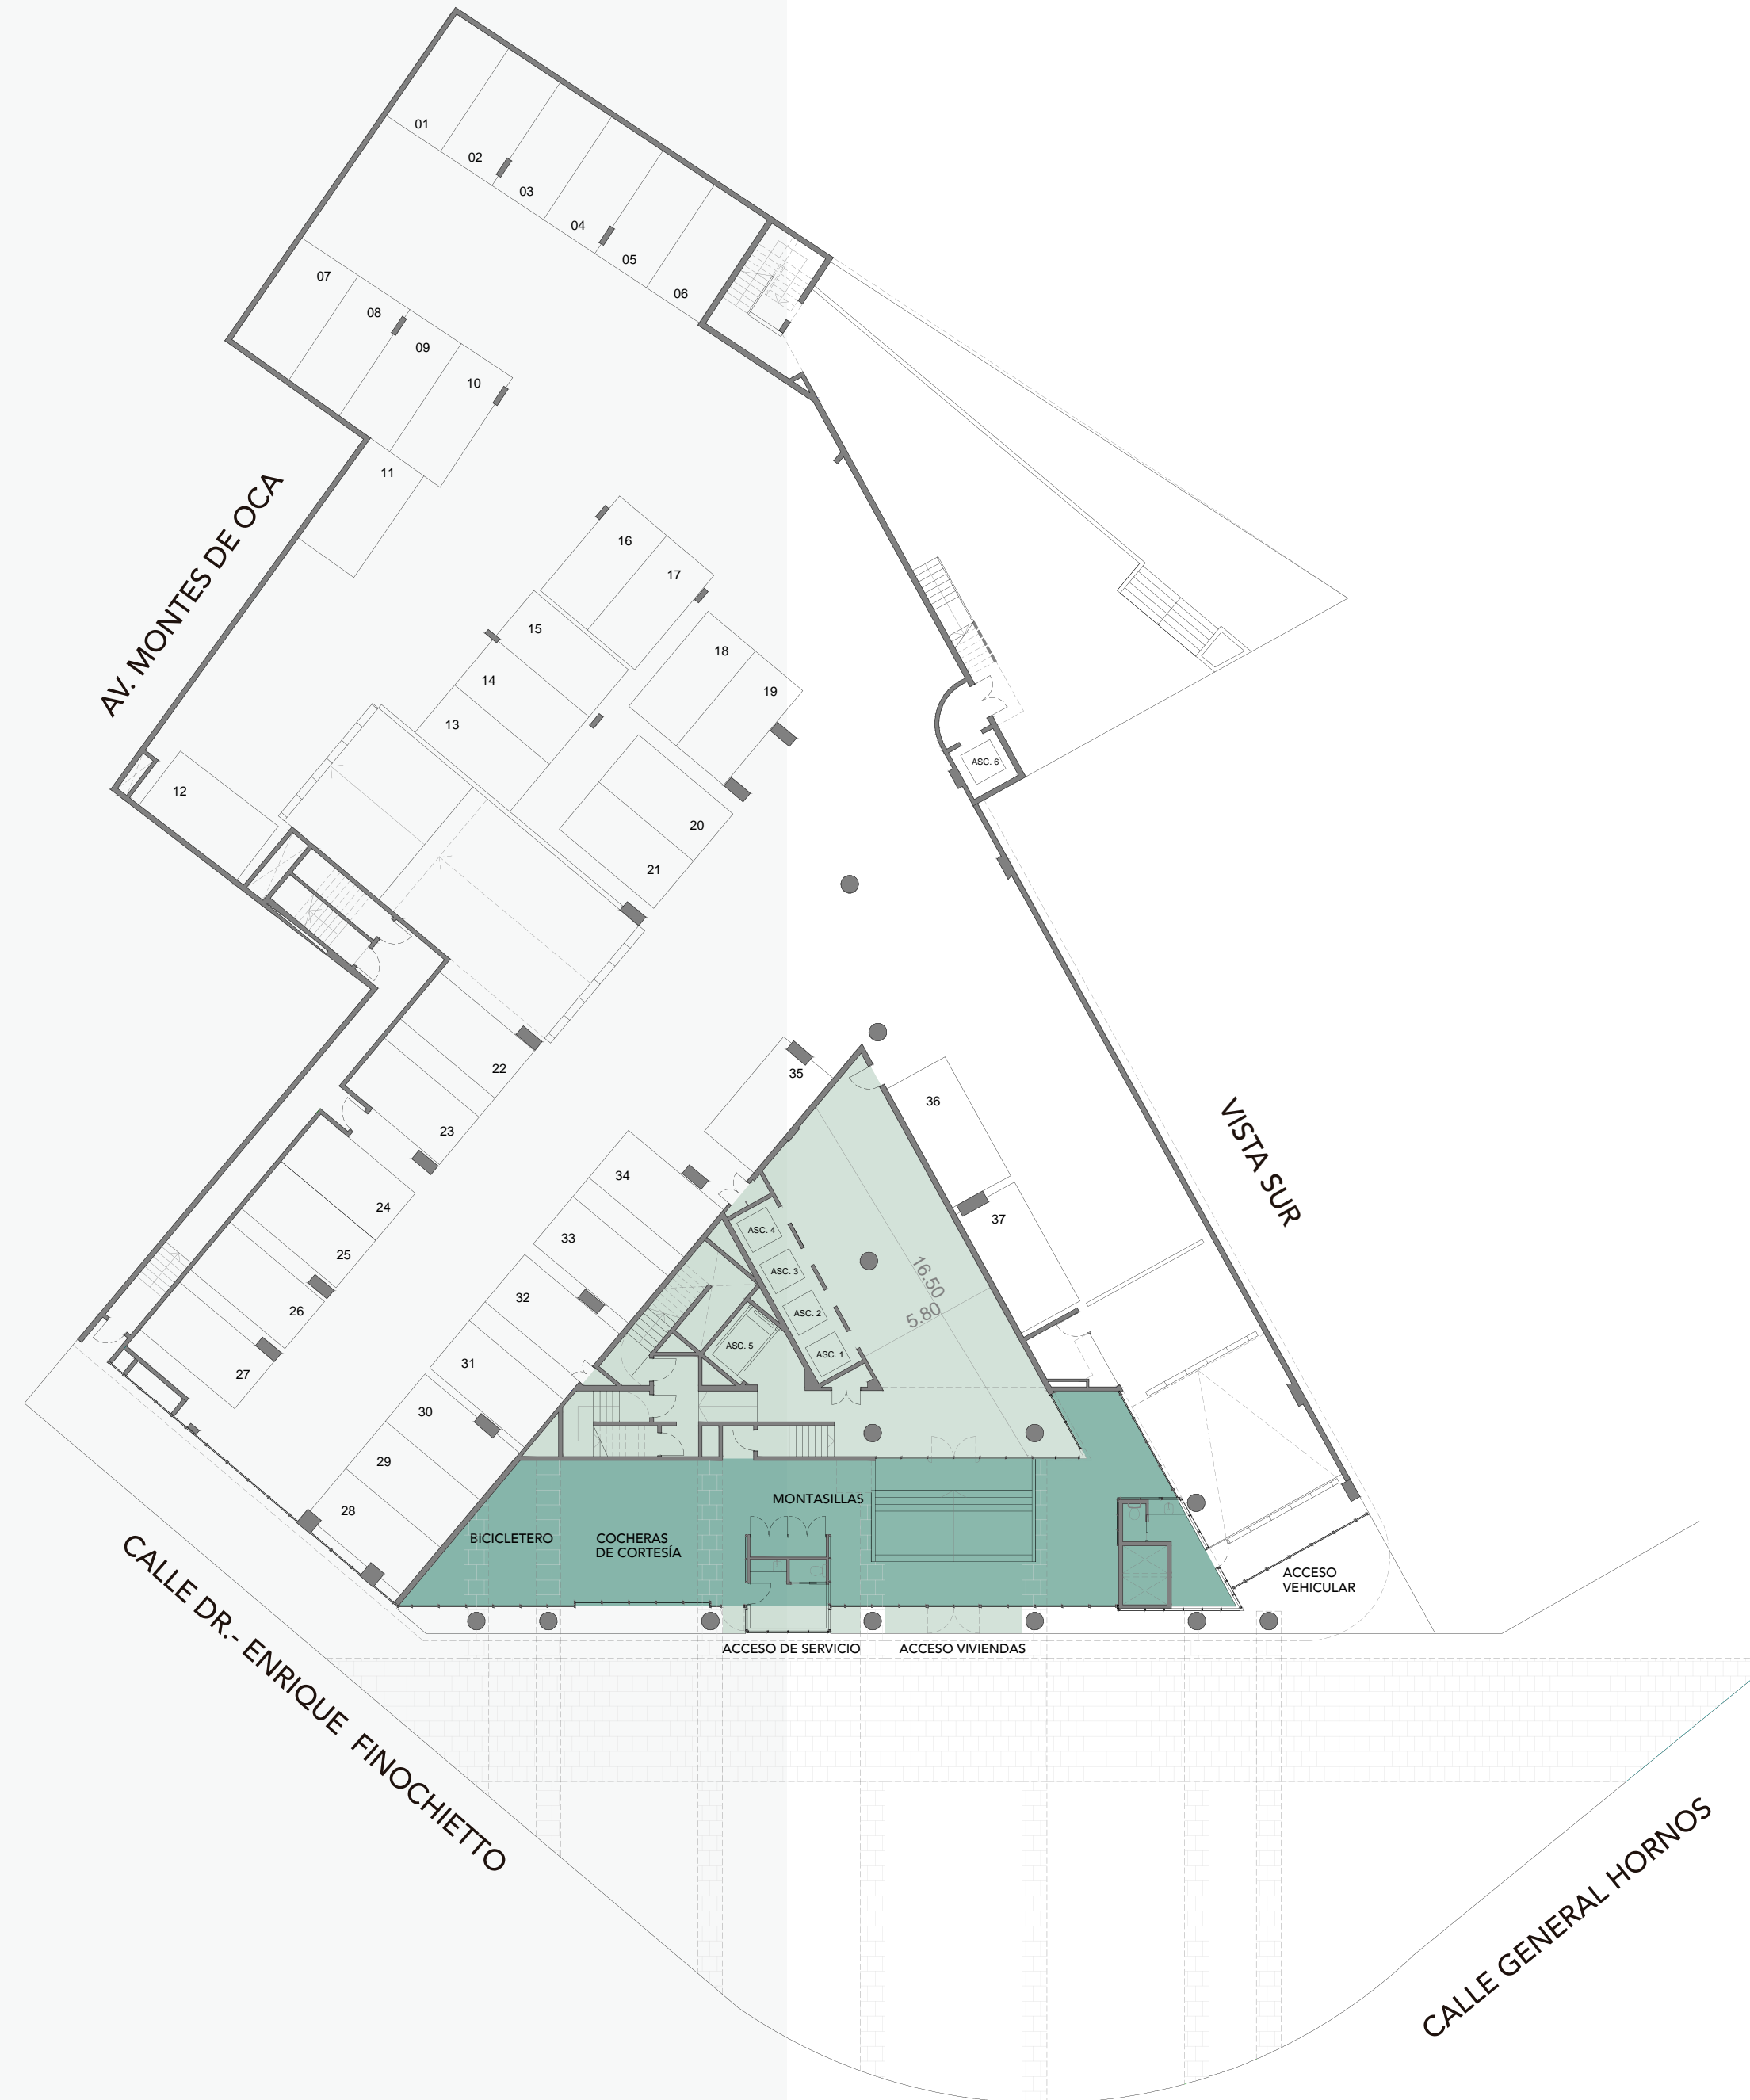 01
02
03
04
05
06
07
08
09
10
11
AV. MONTES DE OCA
16
17
15
18
14
19
13
ASC. 6
12
20
21
22
35
36
23
VISTA SUR
34
24
37
ASC. 4
33
25
ASC. 3
16.50
32
26
ASC. 2
5.80
ASC. 5
ASC. 1
31
27
30
29
MONTASILLAS
28
BICICLETERO
COCHERAS
DE CORTESÍA
ACCESO
VEHICULAR
ACCESO DE SERVICIO
ACCESO VIVIENDAS
CALLE DR.- ENRIQUE FINOCHIETTO
CALLE GENERAL HORNOS